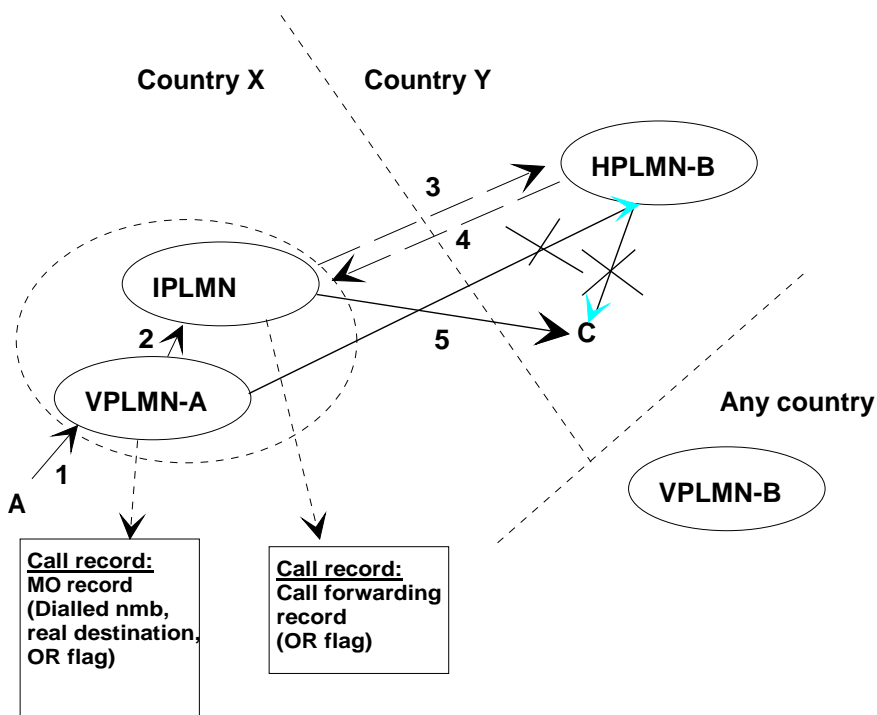 Country X
Country Y
HPLMN-B
3
4
IPLMN
5
C
2
VPLMN-A
Any country
1
A
VPLMN-B
Call record:
MO record
(Dialled nmb,
real destination,
OR flag)
Call record:
Call forwarding
record
(OR flag)